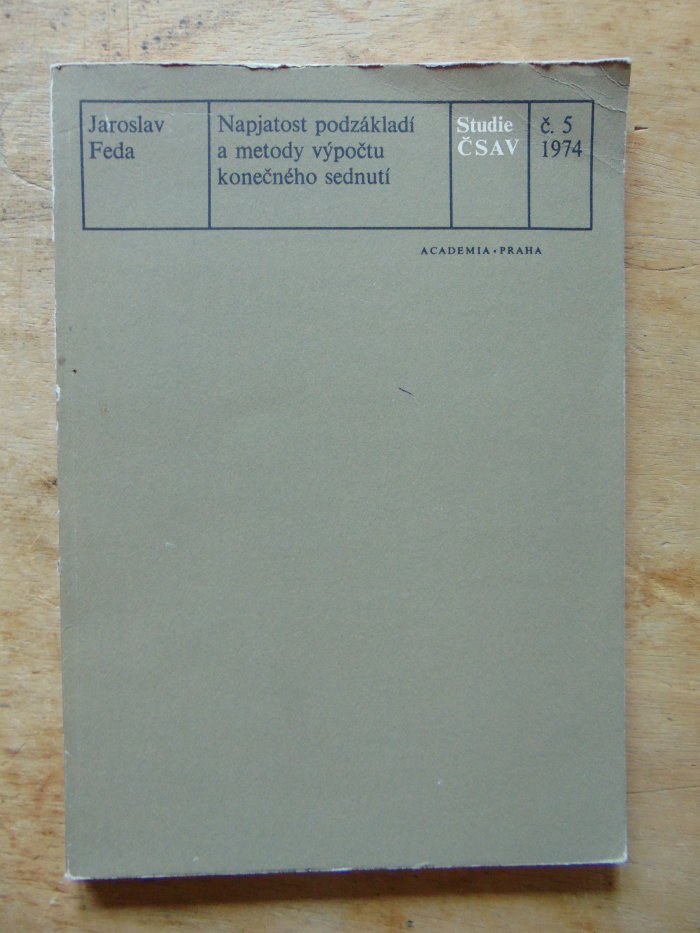 Jaroslav
Feda
Napjatost podzákladí
a metody výpočtu
konečného sednutí
Studie
ČSAV
č. 5
1974
ACADEMIA • PRAHA